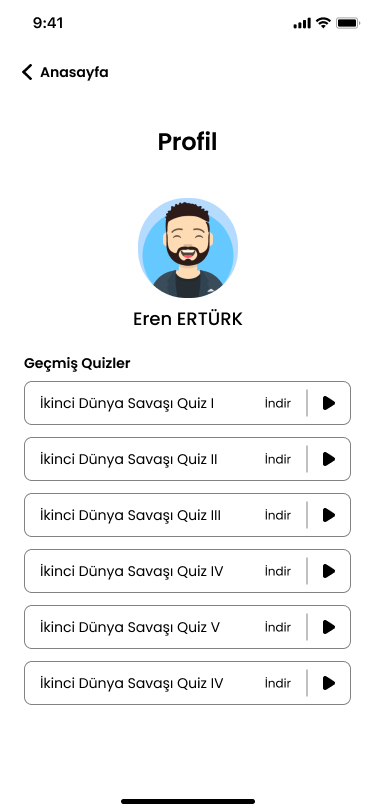 9:41
Anasayfa
Profil
Eren ERTÜRK
Geçmiş Quizler
İkinci Dünya Savaşı Quiz I İndir
İkinci Dünya Savaşı Quiz II İndir
İkinci Dünya Savaşı Quiz III İndir
İkinci Dünya Savaşı Quiz IV İndir
İkinci Dünya Savaşı Quiz V İndir
İkinci Dünya Savaşı Quiz IV İndir